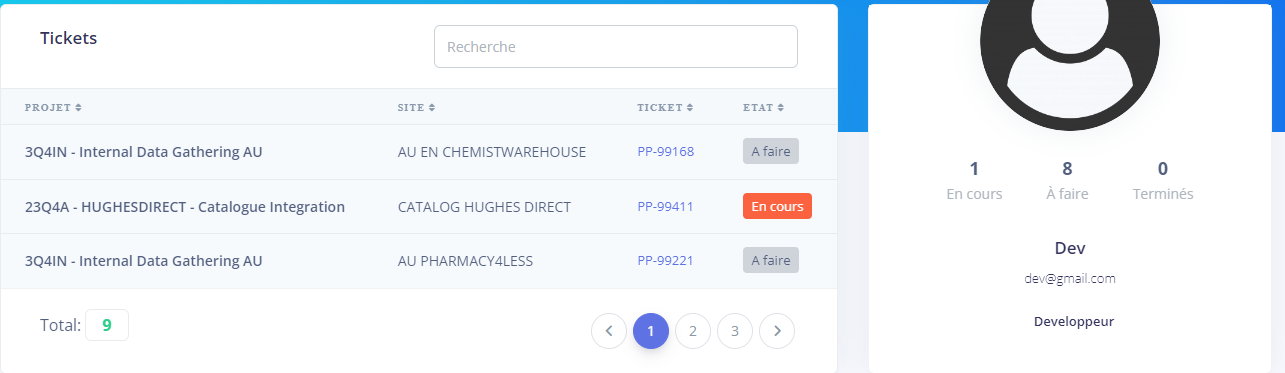 Tickets
Recherche
PROJET SITE TICKET ETAT
3Q4IN - Internal Data Gathering AU AU EN CHEMISTWAREHOUSE PP-99168 A faire
23Q4A - HUGHESDIRECT - Catalogue Integration CATALOG HUGHES DIRECT PP-99411 En cours
3Q4IN - Internal Data Gathering AU AU PHARMACY4LESS PP-99221 A faire
Total: 9
1 2 3
1 8 0
En cours À faire Terminés
Dev
dev@gmail.com
Developpeur